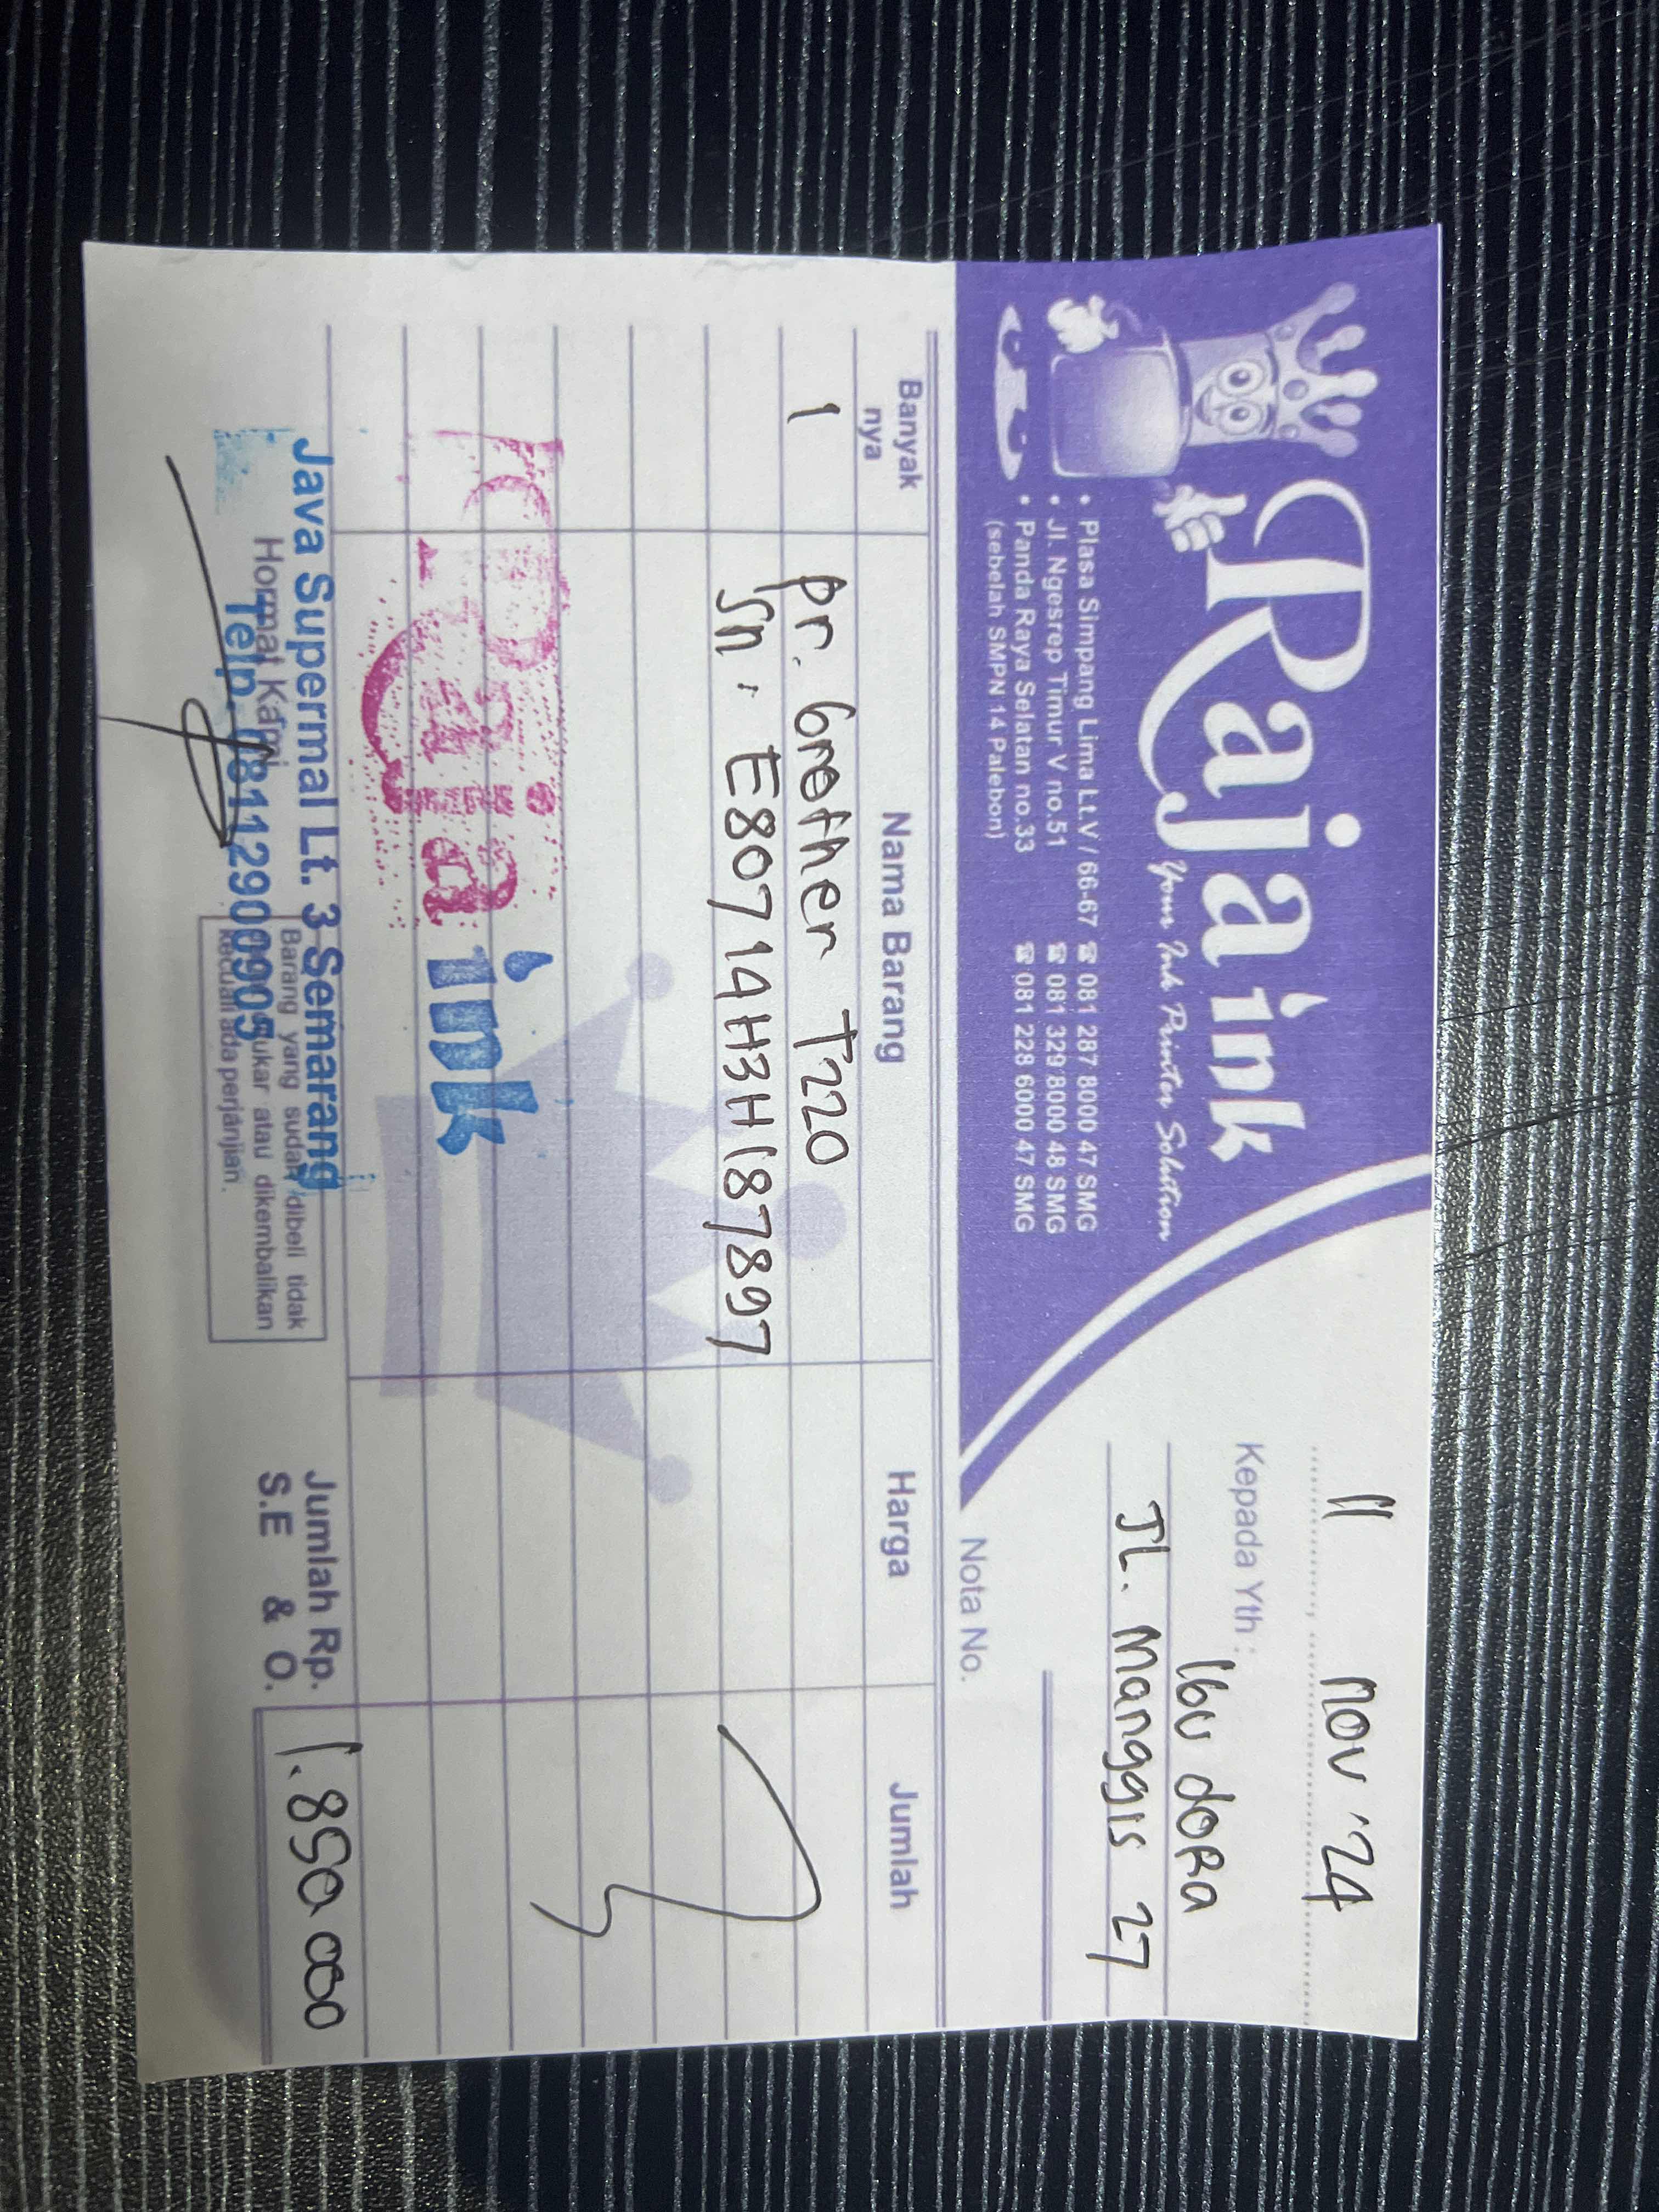 Raja ink
Your Ink Printer Solution
• Plasa Simpang Lima Lt.V / 66-67 ☎ 081 287 8000 47 SMG
• Jl. Ngesrep Timur V no.51 ☎ 081 329 8000 48 SMG
• Panda Raya Selatan no.33 ☎ 081 228 6000 47 SMG
(sebelah SMPN 14 Palebon)
11 Nov '24
Kepada Yth :
Ibu dora
JL. Manggis 27
Nota No.
Banyak nya Nama Barang Harga Jumlah
1 Pr. brother T220
Sn. E80714H3H187897
Raja ink
Java Supermal Lt. 3 Semarang
Telp. 08112900905
Hormat Kami
Barang yang sudah dibeli tidak
ditukar atau dikembalikan
kecuali ada perjanjian.
Jumlah Rp. 1.850.000
S.E & O.